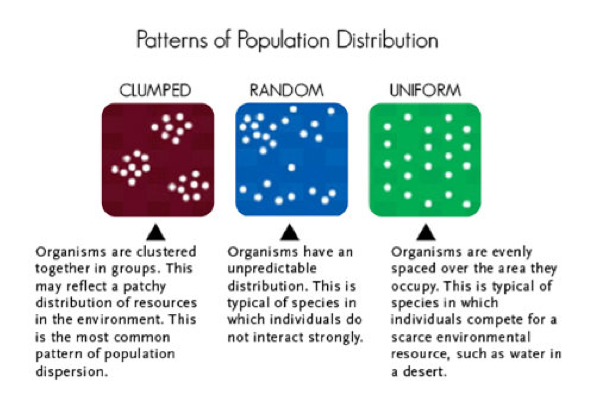 Patterns of Population Distribution
CLUMPED
RANDOM
UNIFORM
Organisms are clustered
together in groups. This
may reflect a patchy
distribution of resources
in the environment. This
is the most common
pattern of population
dispersion.
Organisms have an
unpredictable
distribution. This is
typical of species in
which individuals do
not interact strongly.
Organisms are evenly
spaced over the area they
occupy. This is typical of
species in which
individuals compete for a
scarce environmental
resource, such as water in
a desert.